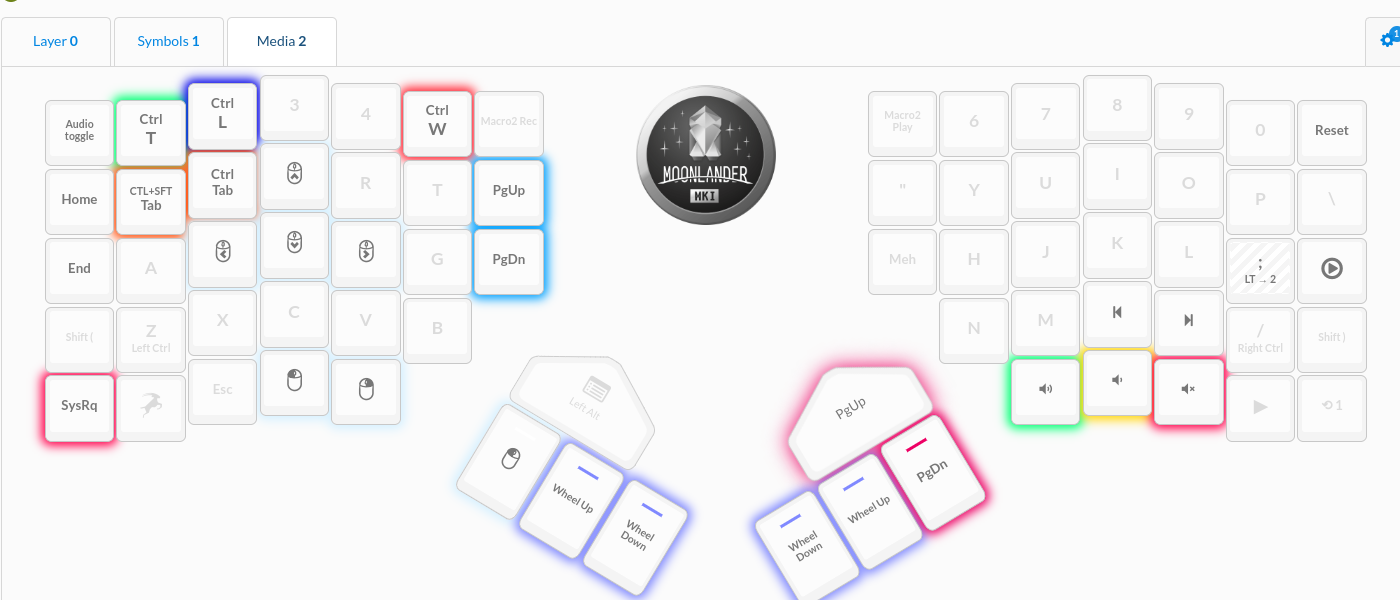 Layer 0
Symbols 1
Media 2
1
Audio
toggle
Ctrl
T
Ctrl
L
3
4
Ctrl
W
Macro2 Rec
Home
CTL+SFT
Tab
Ctrl
Tab
R
T
PgUp
End
A
G
PgDn
Shift (
Z
Left Ctrl
X
C
V
B
SysRq
Esc
Left Alt
Wheel Up
Wheel
Down
MOONLANDER
MKI
Macro2
Play
6
7
8
9
0
Reset
"
Y
U
I
O
P
\
Meh
H
J
K
L
;
LT → 2
N
M
/
Right Ctrl
Shift )
1
PgUp
PgDn
Wheel Up
Wheel
Down